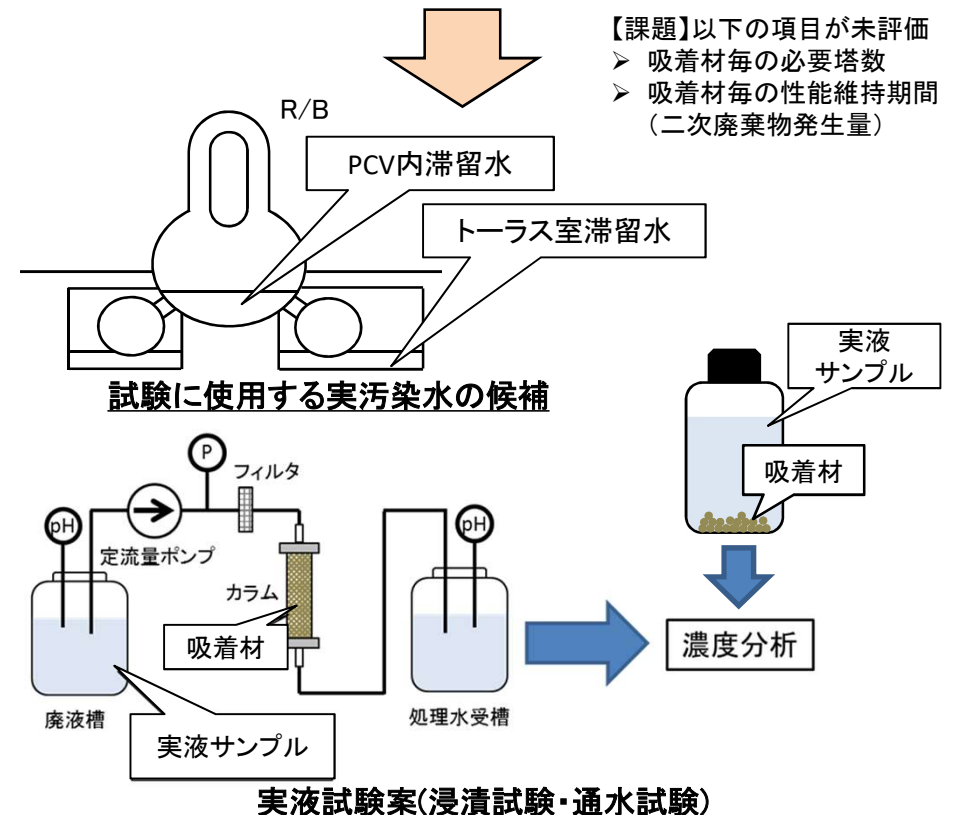 【課題】以下の項目が未評価
➢ 吸着材毎の必要塔数
➢ 吸着材毎の性能維持期間
（二次廃棄物発生量）
R/B
PCV内滞留水
トーラス室滞留水
試験に使用する実汚染水の候補
実液
サンプル
吸着材
P
フィルタ
pH
定流量ポンプ
カラム
吸着材
pH
濃度分析
廃液槽
実液サンプル
処理水受槽
実液試験案(浸漬試験・通水試験)